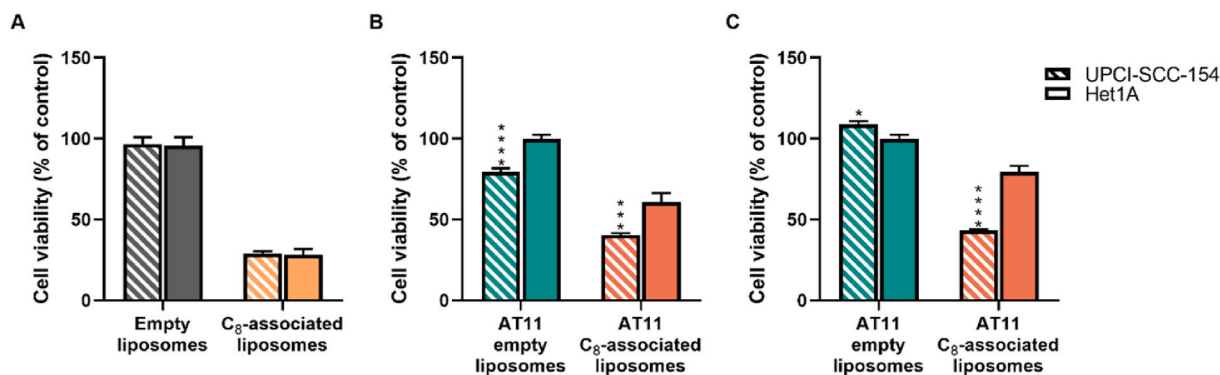 A
Cell viability (% of control)
150
100
50
0
Empty
liposomes
C₈-associated
liposomes
B
Cell viability (% of control)
150
100
50
0
****
***
AT11
empty
liposomes
AT11
C₈-associated
liposomes
C
Cell viability (% of control)
150
100
50
0
*
****
AT11
empty
liposomes
AT11
C₈-associated
liposomes
UPCI-SCC-154
Het1A